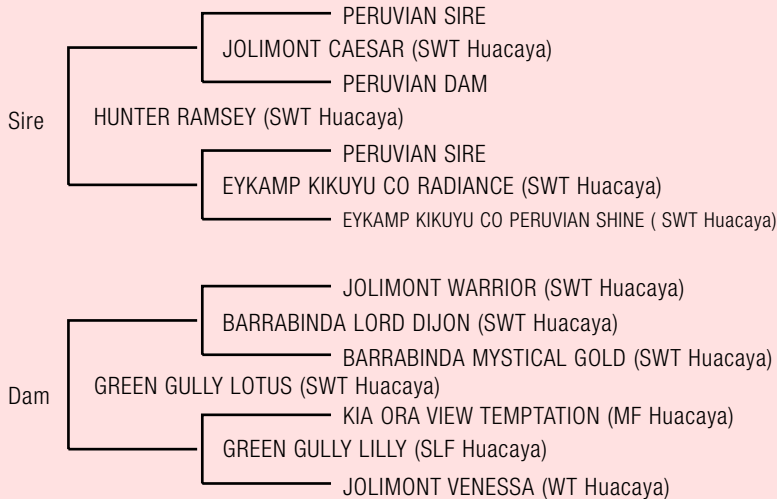 PERUVIAN SIRE
JOLIMONT CAESAR (SWT Huacaya)
PERUVIAN DAM
Sire
HUNTER RAMSEY (SWT Huacaya)
PERUVIAN SIRE
EYKAMP KIKUYU CO RADIANCE (SWT Huacaya)
EYKAMP KIKUYU CO PERUVIAN SHINE ( SWT Huacaya)
JOLIMONT WARRIOR (SWT Huacaya)
BARRABINDA LORD DIJON (SWT Huacaya)
BARRABINDA MYSTICAL GOLD (SWT Huacaya)
Dam
GREEN GULLY LOTUS (SWT Huacaya)
KIA ORA VIEW TEMPTATION (MF Huacaya)
GREEN GULLY LILLY (SLF Huacaya)
JOLIMONT VENESSA (WT Huacaya)